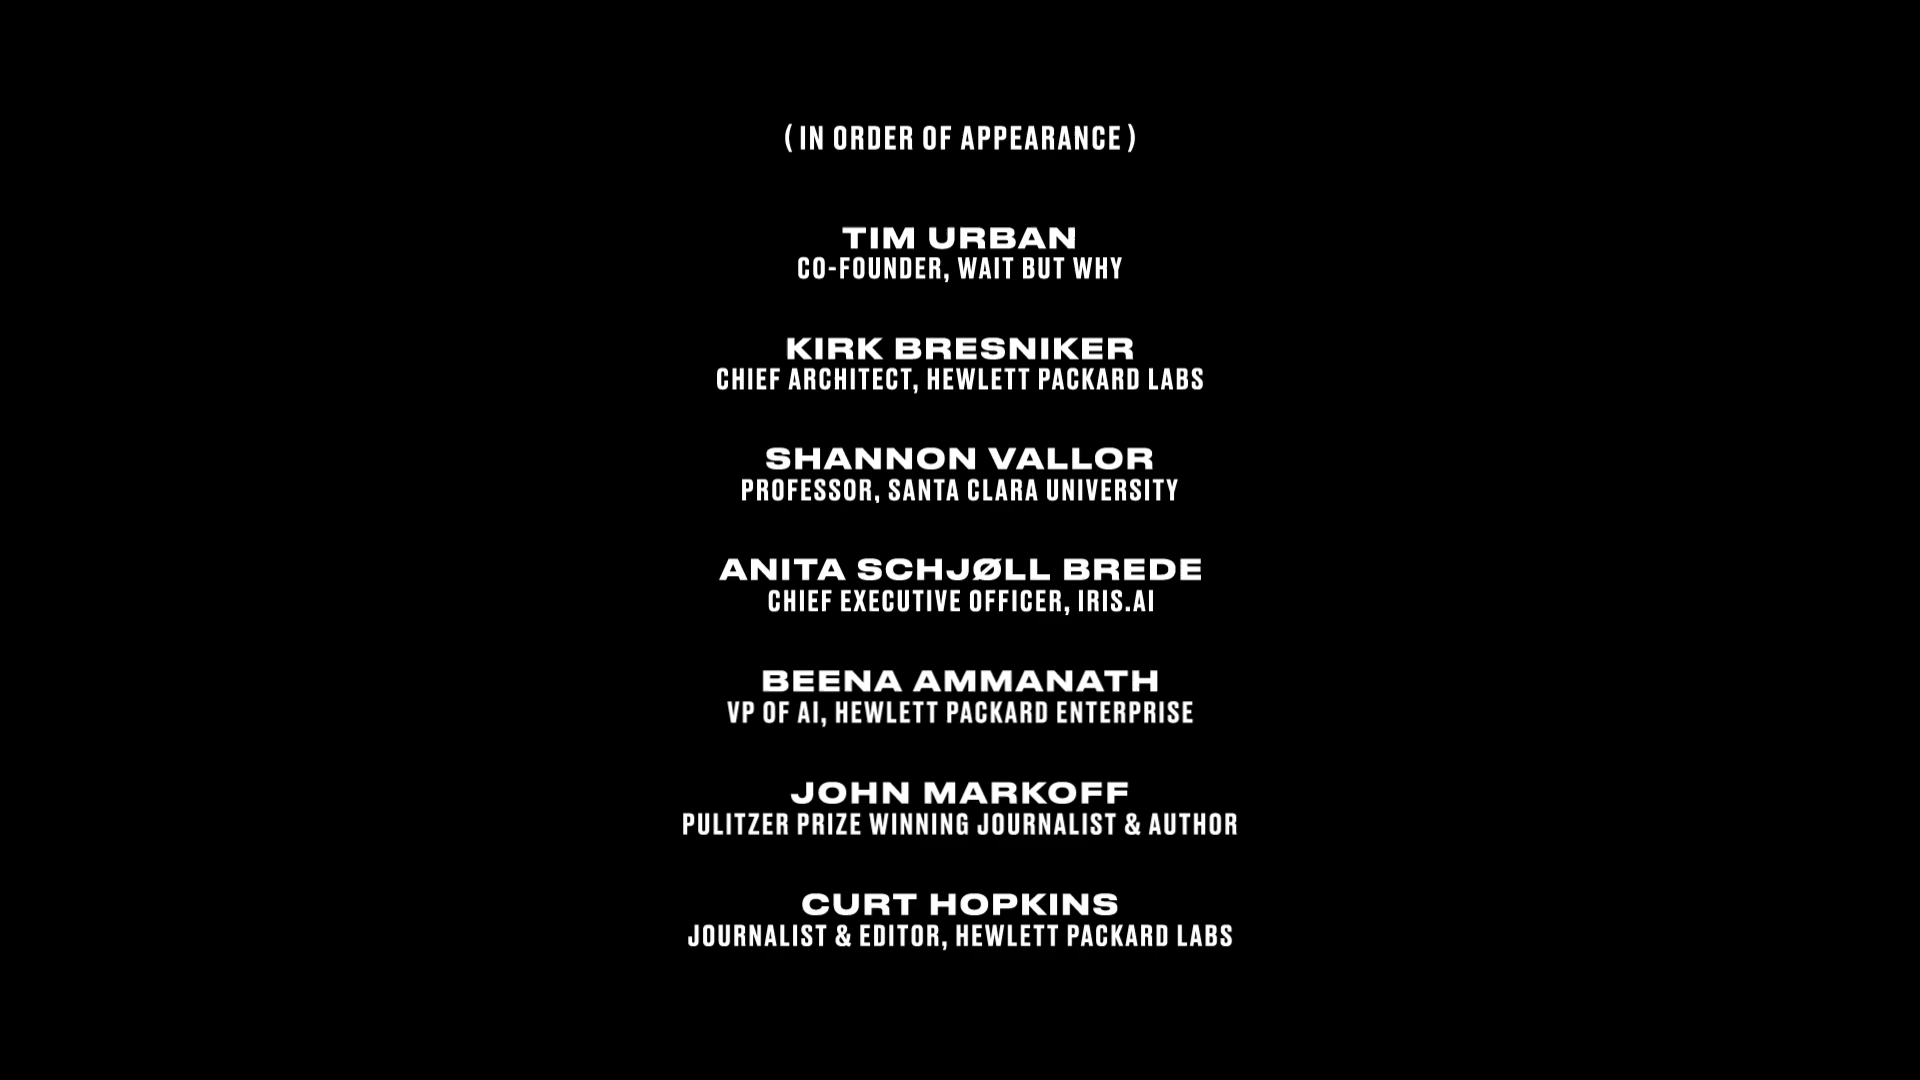 ( IN ORDER OF APPEARANCE )
TIM URBAN
CO-FOUNDER, WAIT BUT WHY
KIRK BRESNIKER
CHIEF ARCHITECT, HEWLETT PACKARD LABS
SHANNON VALLOR
PROFESSOR, SANTA CLARA UNIVERSITY
ANITA SCHJØLL BREDE
CHIEF EXECUTIVE OFFICER, IRIS.AI
BEENA AMMANATH
VP OF AI, HEWLETT PACKARD ENTERPRISE
JOHN MARKOFF
PULITZER PRIZE WINNING JOURNALIST & AUTHOR
CURT HOPKINS
JOURNALIST & EDITOR, HEWLETT PACKARD LABS